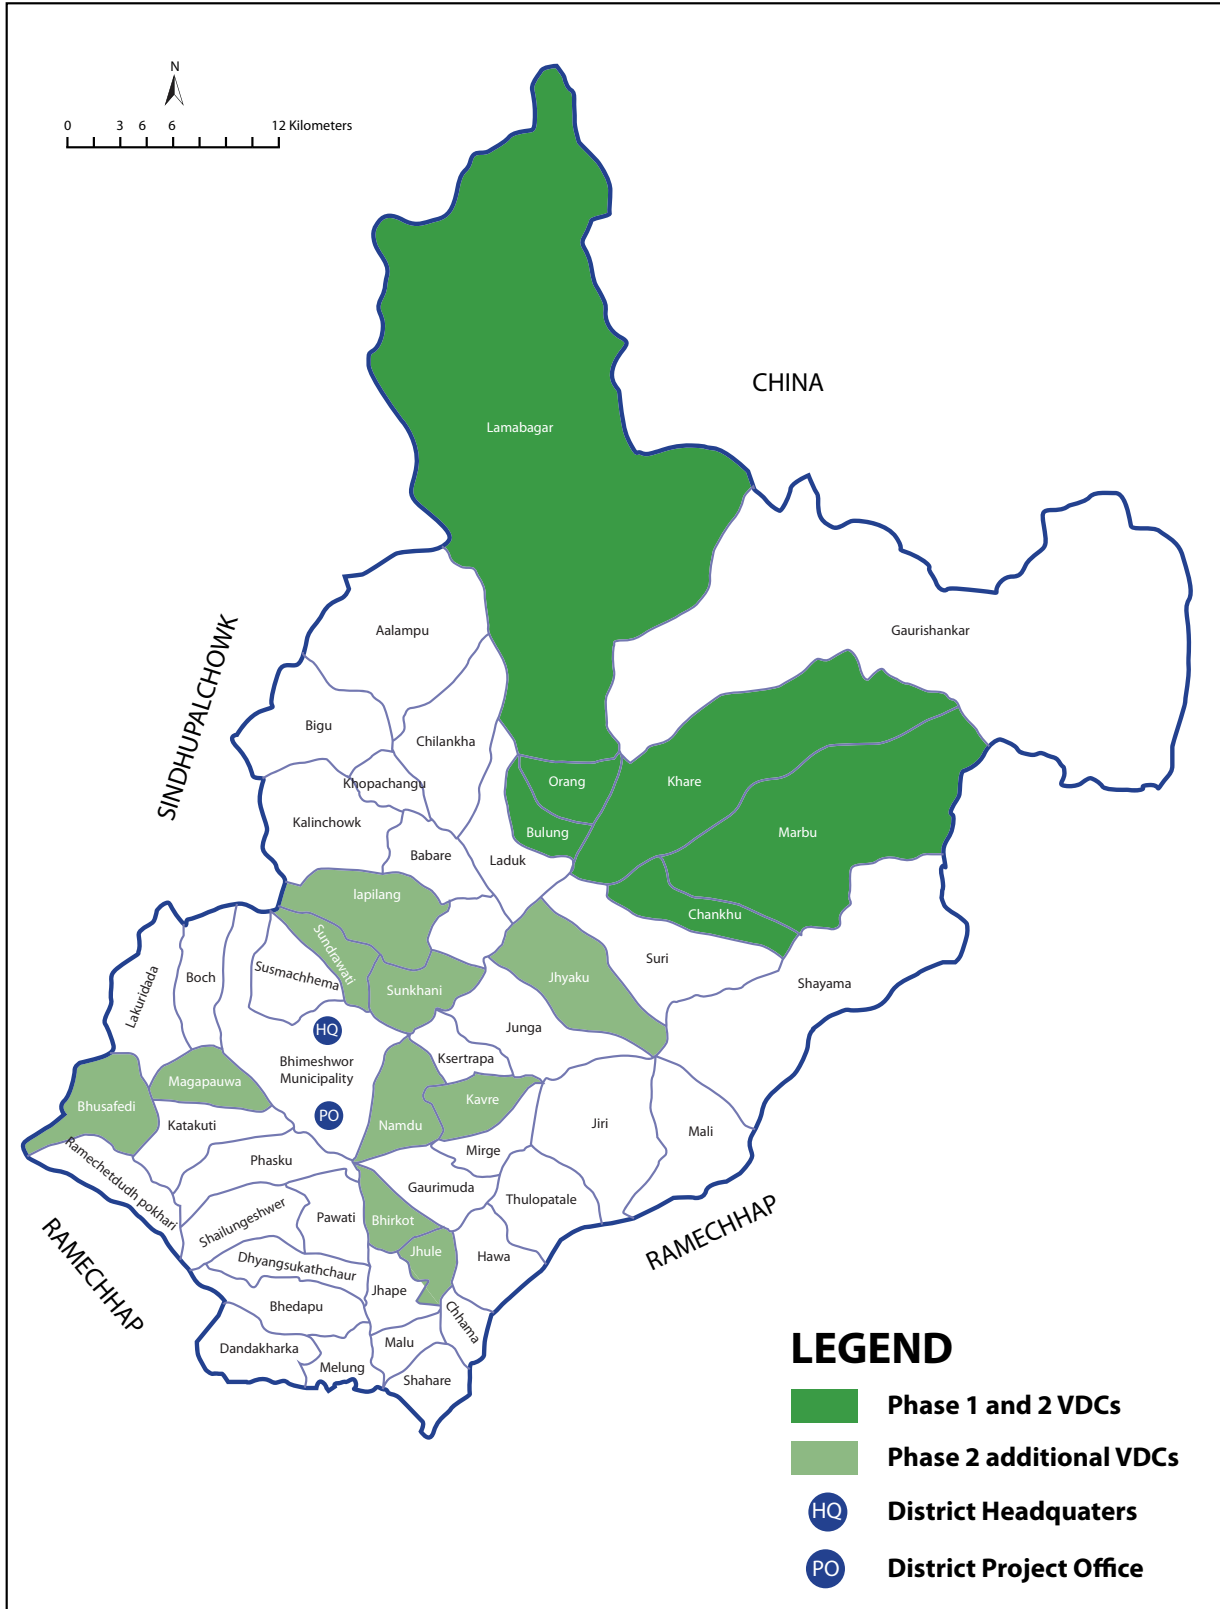 N
0 3 6 6 12 Kilometers
CHINA
Lamabagar
SINDHUPALCHOWK
Aalampu
Gaurishankar
Bigu
Chilankha
Khopachangu
Orang
Khare
Kalinchowk
Bulung
Marbu
Babare
Laduk
lapilang
Chankhu
Sundrawati
Suri
Lakuridada
Boch
Susmachhema
Sunkhani
Jhyaku
Shayama
HQ
Junga
Bhimeshwor
Municipality
Ksertrapa
Magapauwa
Bhusafedi
Kavre
PO
Katakuti
Namdu
Jiri
Mali
Mirge
Ramechetdudh pokhari
Phasku
Gaurimuda
Thulopatale
Shailungeshwer
Pawati
Bhirkot
RAMECHHAP
RAMECHHAP
Jhule
Hawa
Dhyangsukathchaur
Jhape
Bhedapu
Chhama
Dandakharka
Malu
Melung
Shahare
LEGEND
Phase 1 and 2 VDCs
Phase 2 additional VDCs
HQ District Headquaters
PO District Project Office